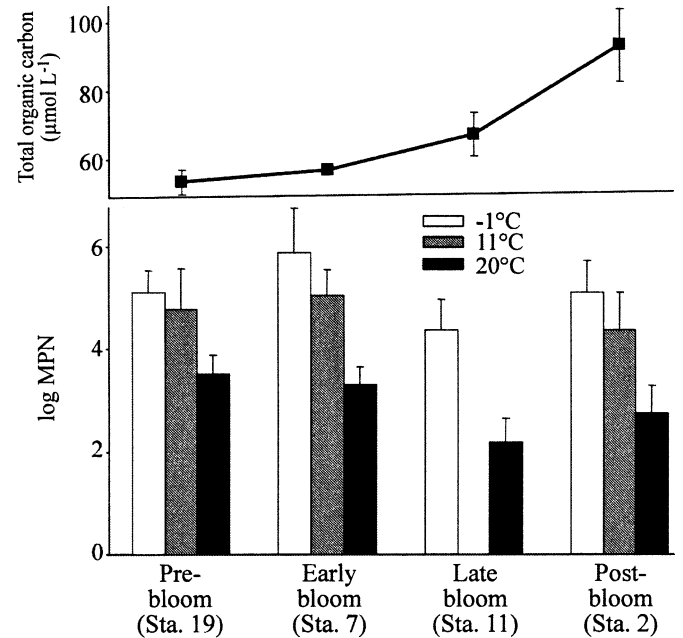 Total organic carbon
(µmol L-1)
100
80
60
-1°C
11°C
20°C
log MPN
6
4
2
0
Pre-
bloom
(Sta. 19)
Early
bloom
(Sta. 7)
Late
bloom
(Sta. 11)
Post-
bloom
(Sta. 2)